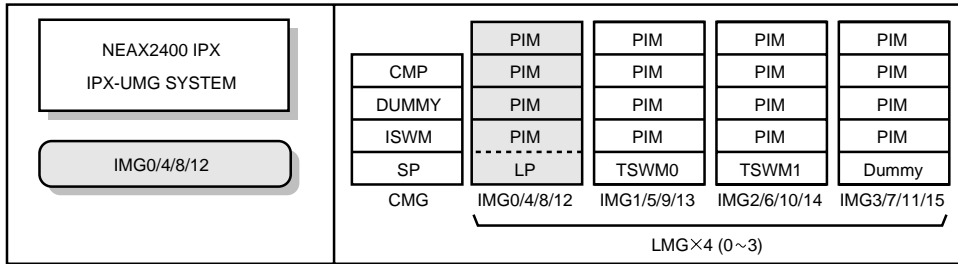 NEAX2400 IPX
IPX-UMG SYSTEM
IMG0/4/8/12
PIM PIM PIM PIM
CMP PIM PIM PIM PIM
DUMMY PIM PIM PIM PIM
ISWM PIM PIM PIM PIM
SP LP TSWM0 TSWM1 Dummy
CMG IMG0/4/8/12 IMG1/5/9/13 IMG2/6/10/14 IMG3/7/11/15
LMG×4 (0~3)